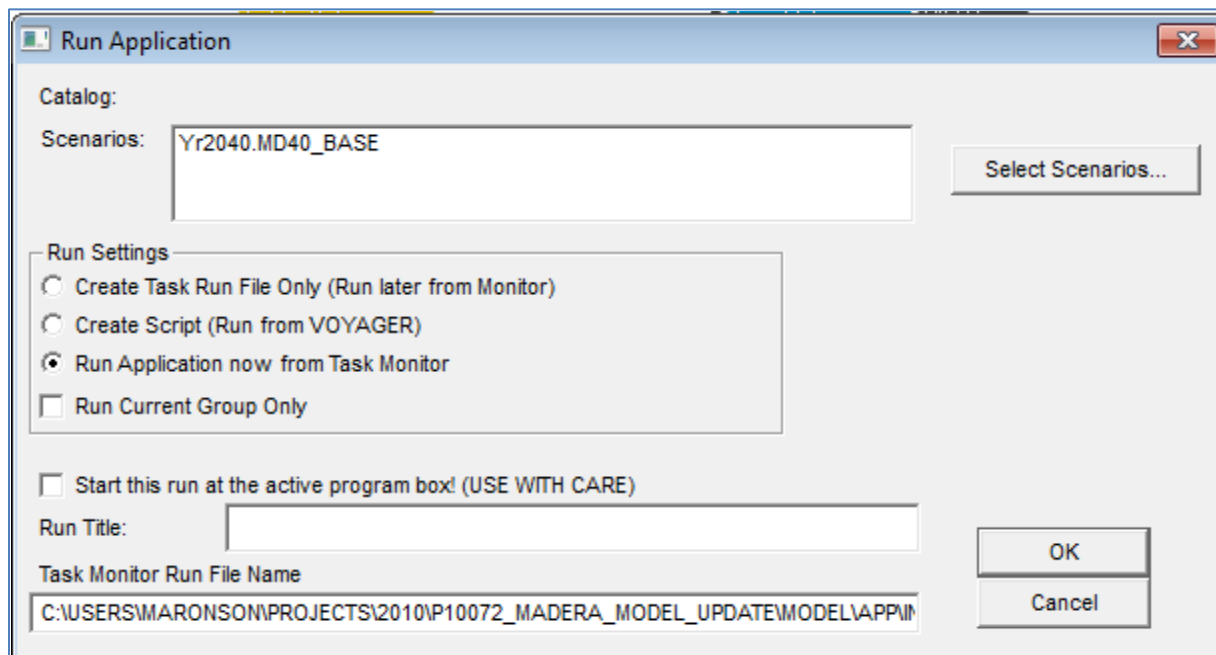 Run Application
Catalog:
Scenarios:
Yr2040.MD40_BASE
Select Scenarios...
Run Settings
Create Task Run File Only (Run later from Monitor)
Create Script (Run from VOYAGER)
Run Application now from Task Monitor
Run Current Group Only
Start this run at the active program box! (USE WITH CARE)
Run Title:
OK
Task Monitor Run File Name
C:\USERS\MARONSON\PROJECTS\2010\P10072_MADERA_MODEL_UPDATE\MODEL\APP\
Cancel